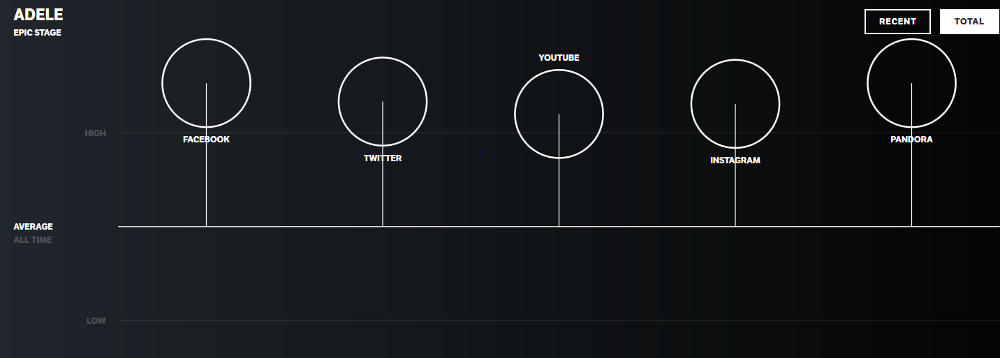 ADELE
EPIC STAGE
RECENT
TOTAL
YOUTUBE
HIGH
FACEBOOK
TWITTER
INSTAGRAM
PANDORA
AVERAGE
ALL TIME
LOW